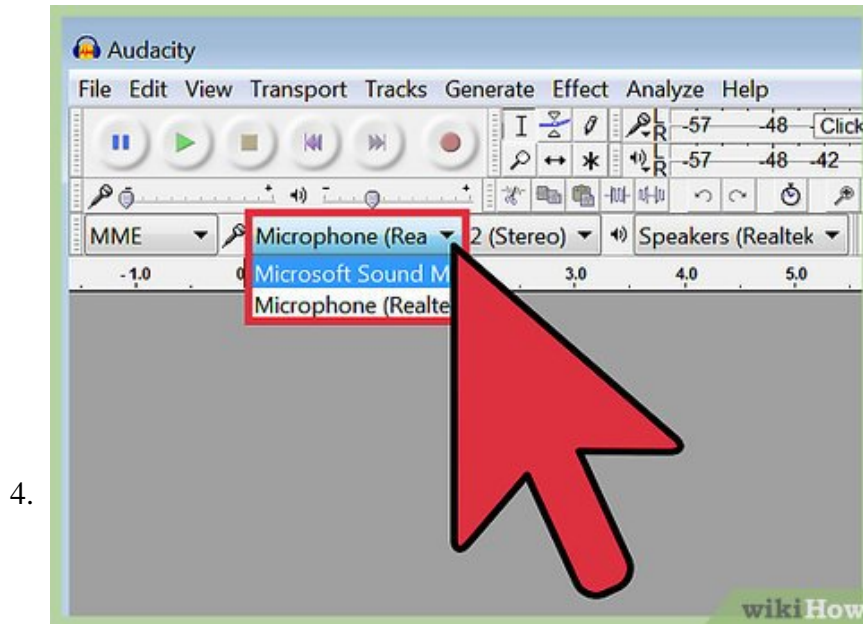 Audacity
File Edit View Transport Tracks Generate Effect Analyze Help
L R -57 -48 Click
L R -57 -48 -42
- + - +
MME Microphone (Rea 2 (Stereo) Speakers (Realtek
-1.0 0 3.0 4.0 5.0
Microsoft Sound M
Microphone (Realte
4.
wikiHow